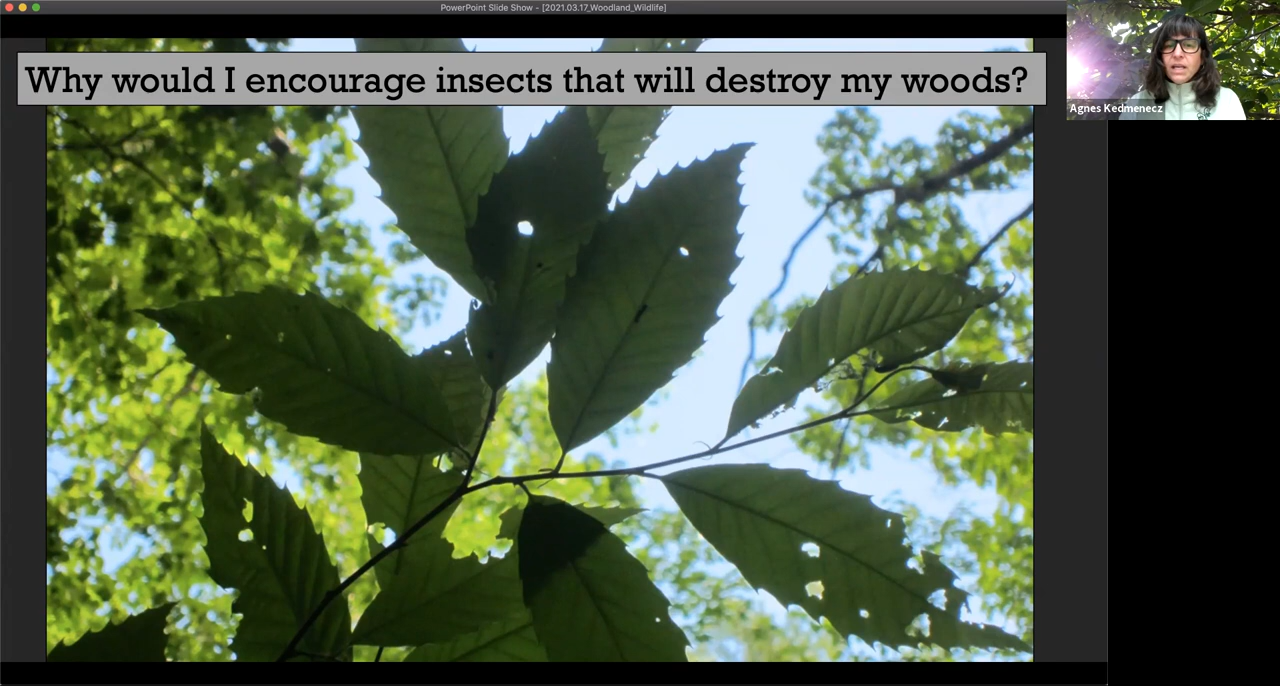 PowerPoint Slide Show - [2021.03.17_Woodland_Wildlife]
Why would I encourage insects that will destroy my woods?
Agnes Kedmenecz